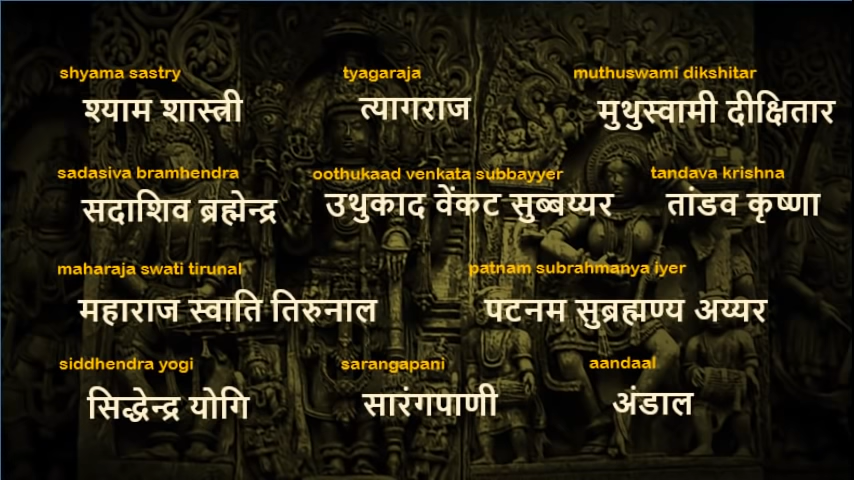 shyama sastry tyagaraja muthuswami dikshitar
श्याम शास्त्री त्यागराज मुथुस्वामी दीक्षितार
sadasiva bramhendra oothukaad venkata subbayyer tandava krishna
सदाशिव ब्रह्मेन्द्र उथुकाद वेंकट सुब्बय्यर तांडव कृष्णा
maharaja swati tirunal patnam subrahmanya iyer
महाराज स्वाति तिरुनाल पटनम सुब्रह्मण्य अय्यर
siddhendra yogi sarangapani aandaal
सिद्धेन्द्र योगि सारंगपाणी अंडाल